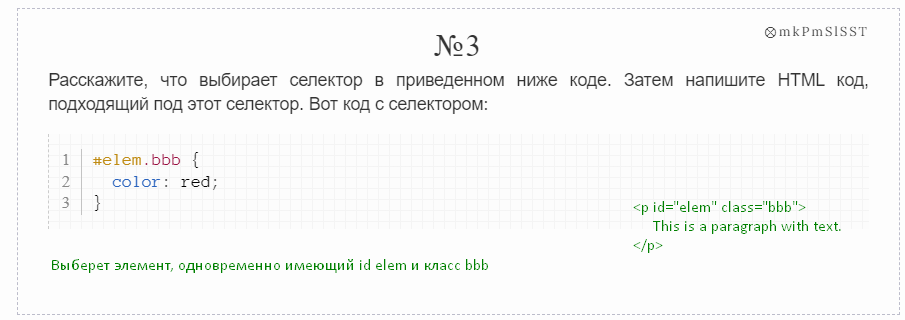 ⊗mkPmSlSST
№3
Расскажите, что выбирает селектор в приведенном ниже коде. Затем напишите HTML код,
подходящий под этот селектор. Вот код с селектором:
1 #elem.bbb {
2 color: red;
3 }
<p id="elem" class="bbb">
This is a paragraph with text.
</p>
Выберет элемент, одновременно имеющий id elem и класс bbb